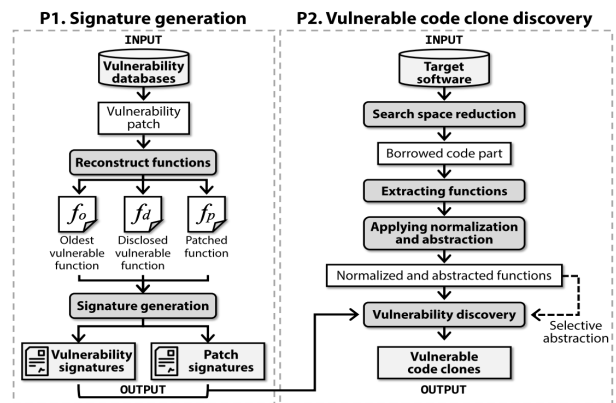 P1. Signature generation
INPUT
Vulnerability
databases
Vulnerability
patch
Reconstruct functions
fo
fd
fp
Oldest
vulnerable
function
Disclosed
vulnerable
function
Patched
function
Signature generation
Vulnerability
signatures
Patch
signatures
OUTPUT
P2. Vulnerable code clone discovery
INPUT
Target
software
Search space reduction
Borrowed code part
Extracting functions
Applying normalization
and abstraction
Normalized and abstracted functions
Vulnerability discovery
Selective
abstraction
Vulnerable
code clones
OUTPUT